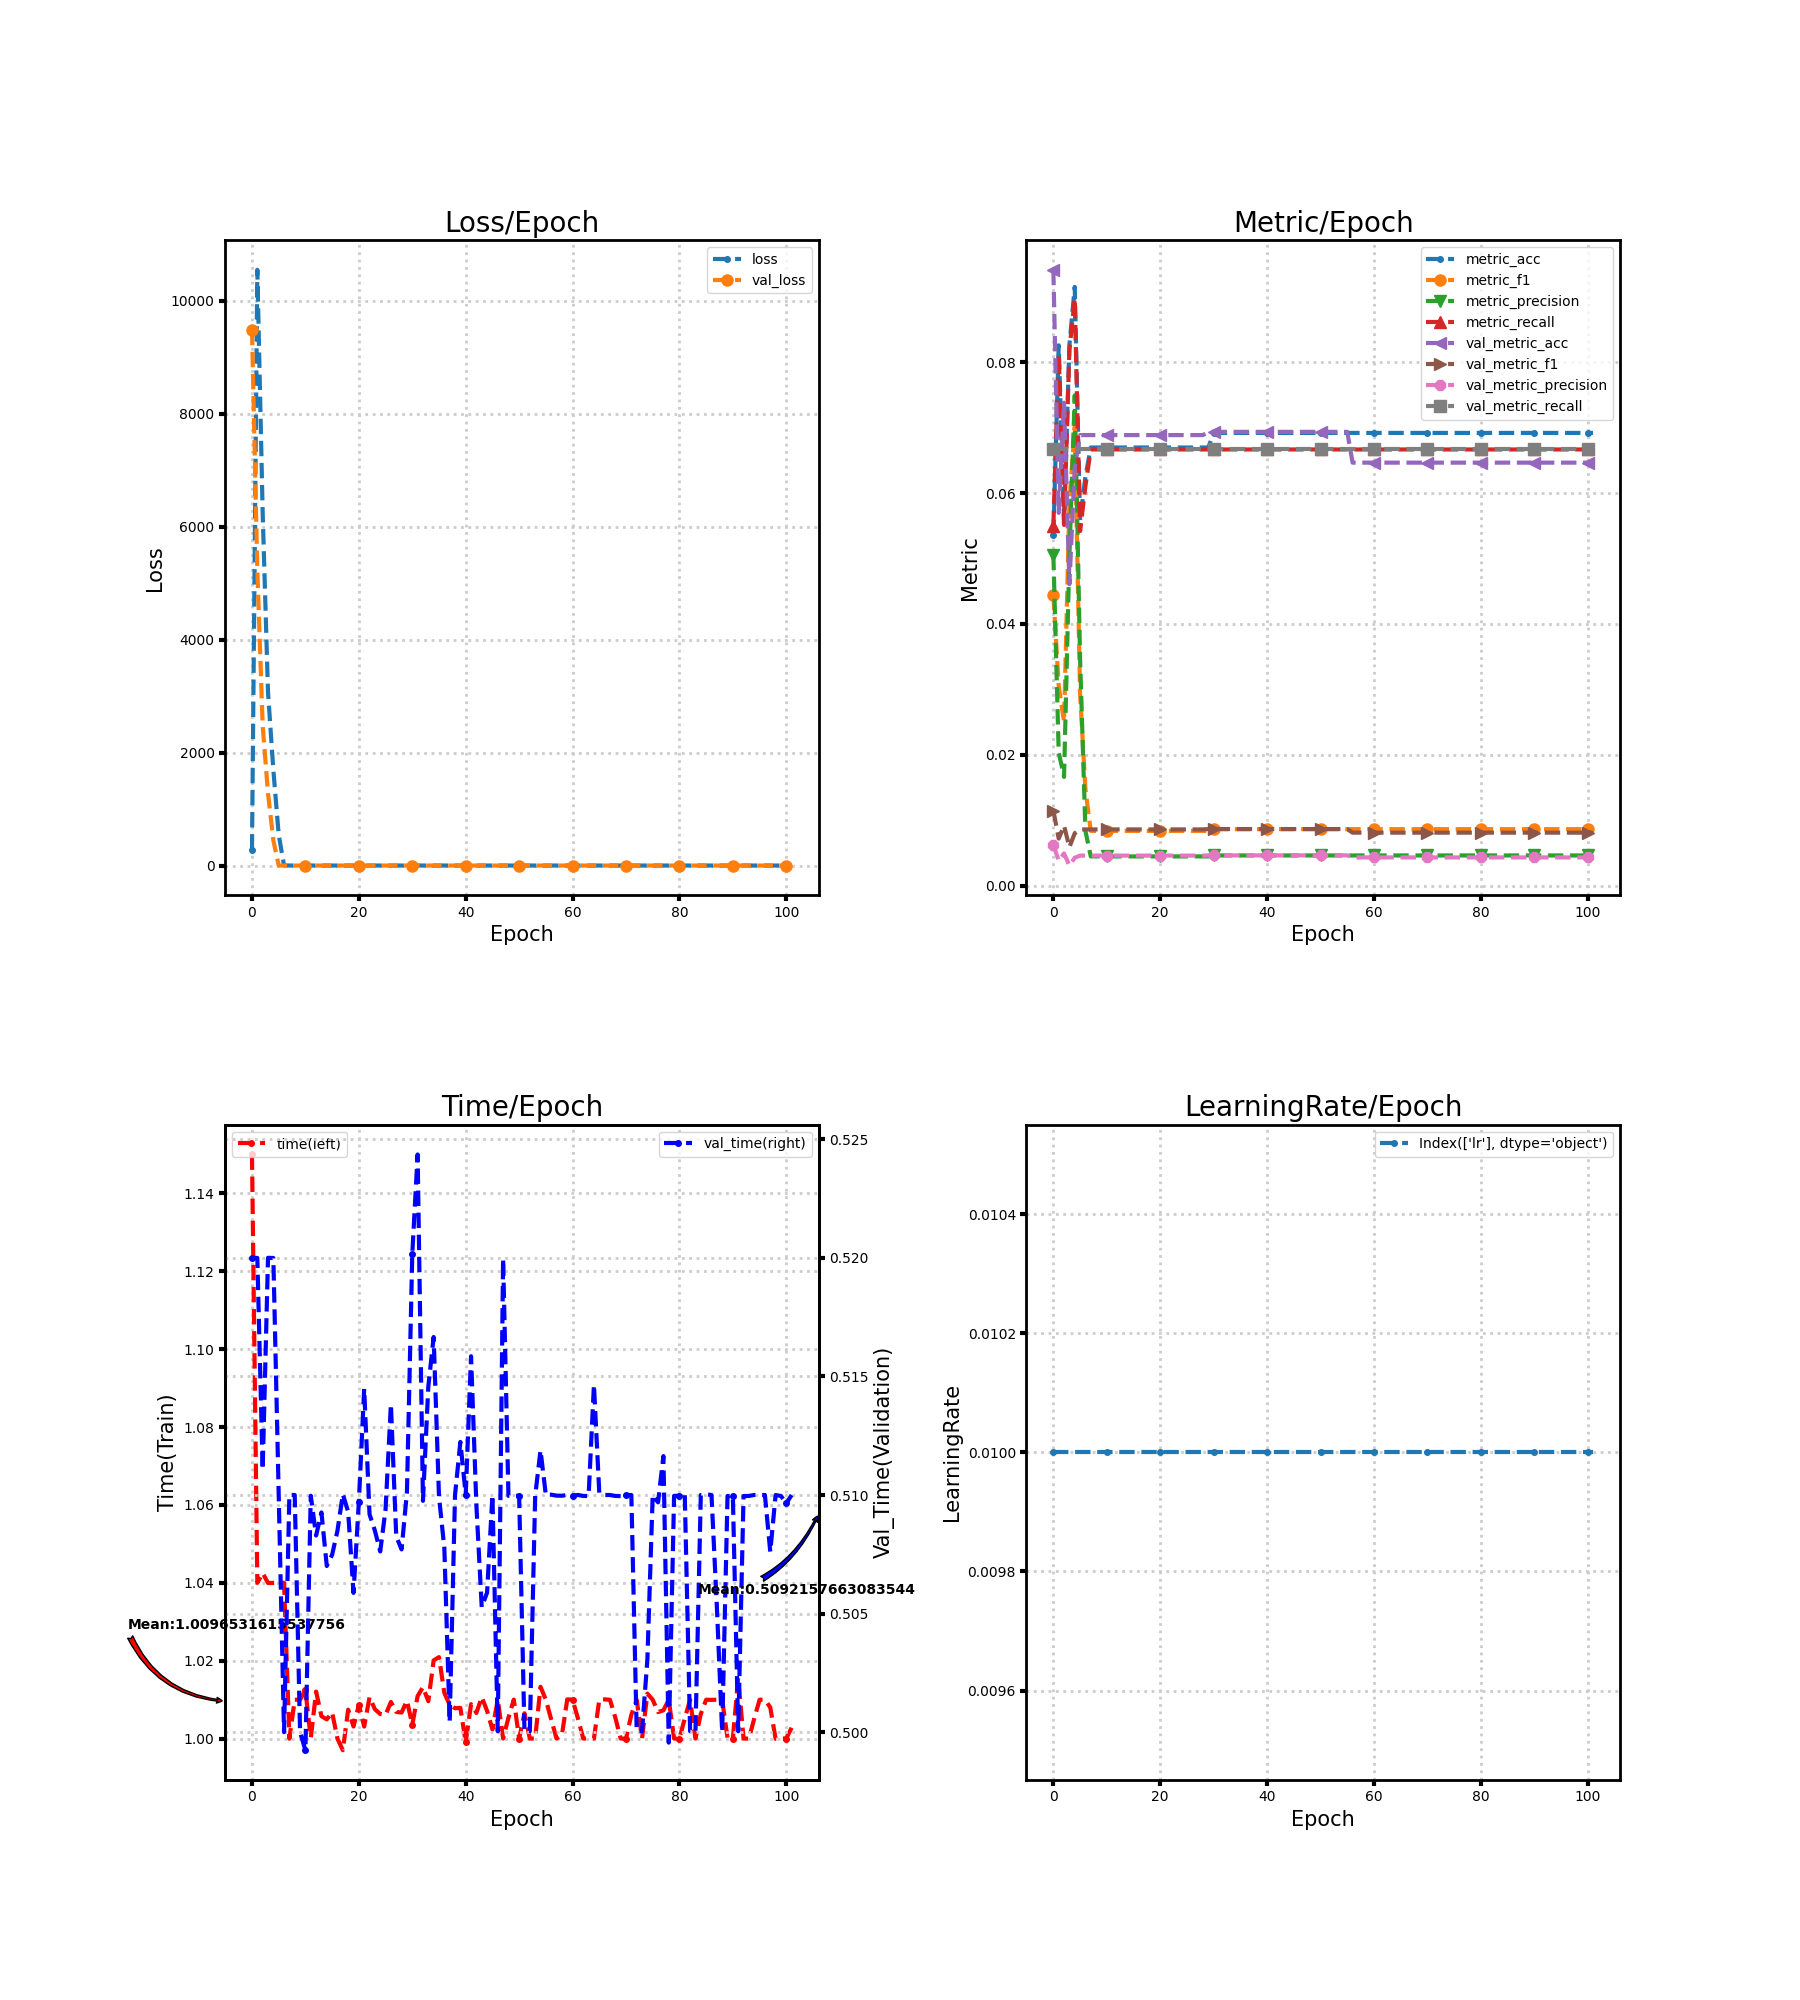 Loss/Epoch
loss
val_loss
10000
8000
6000
4000
2000
0
Loss
0 20 40 60 80 100
Epoch
Metric/Epoch
metric_acc
metric_f1
metric_precision
metric_recall
val_metric_acc
val_metric_f1
val_metric_precision
val_metric_recall
0.08
0.06
0.04
0.02
0.00
Metric
0 20 40 60 80 100
Epoch
Time/Epoch
time(left)
val_time(right)
1.14
1.12
1.10
1.08
1.06
1.04
1.02
1.00
Time(Train)
0.525
0.520
0.515
0.510
0.505
0.500
Val_Time(Validation)
Mean:0.5092157663083544
0 20 40 60 80 100
Epoch
LearningRate/Epoch
Index(['lr'], dtype='object')
0.0104
0.0102
0.0100
0.0098
0.0096
LearningRate
0 20 40 60 80 100
Epoch